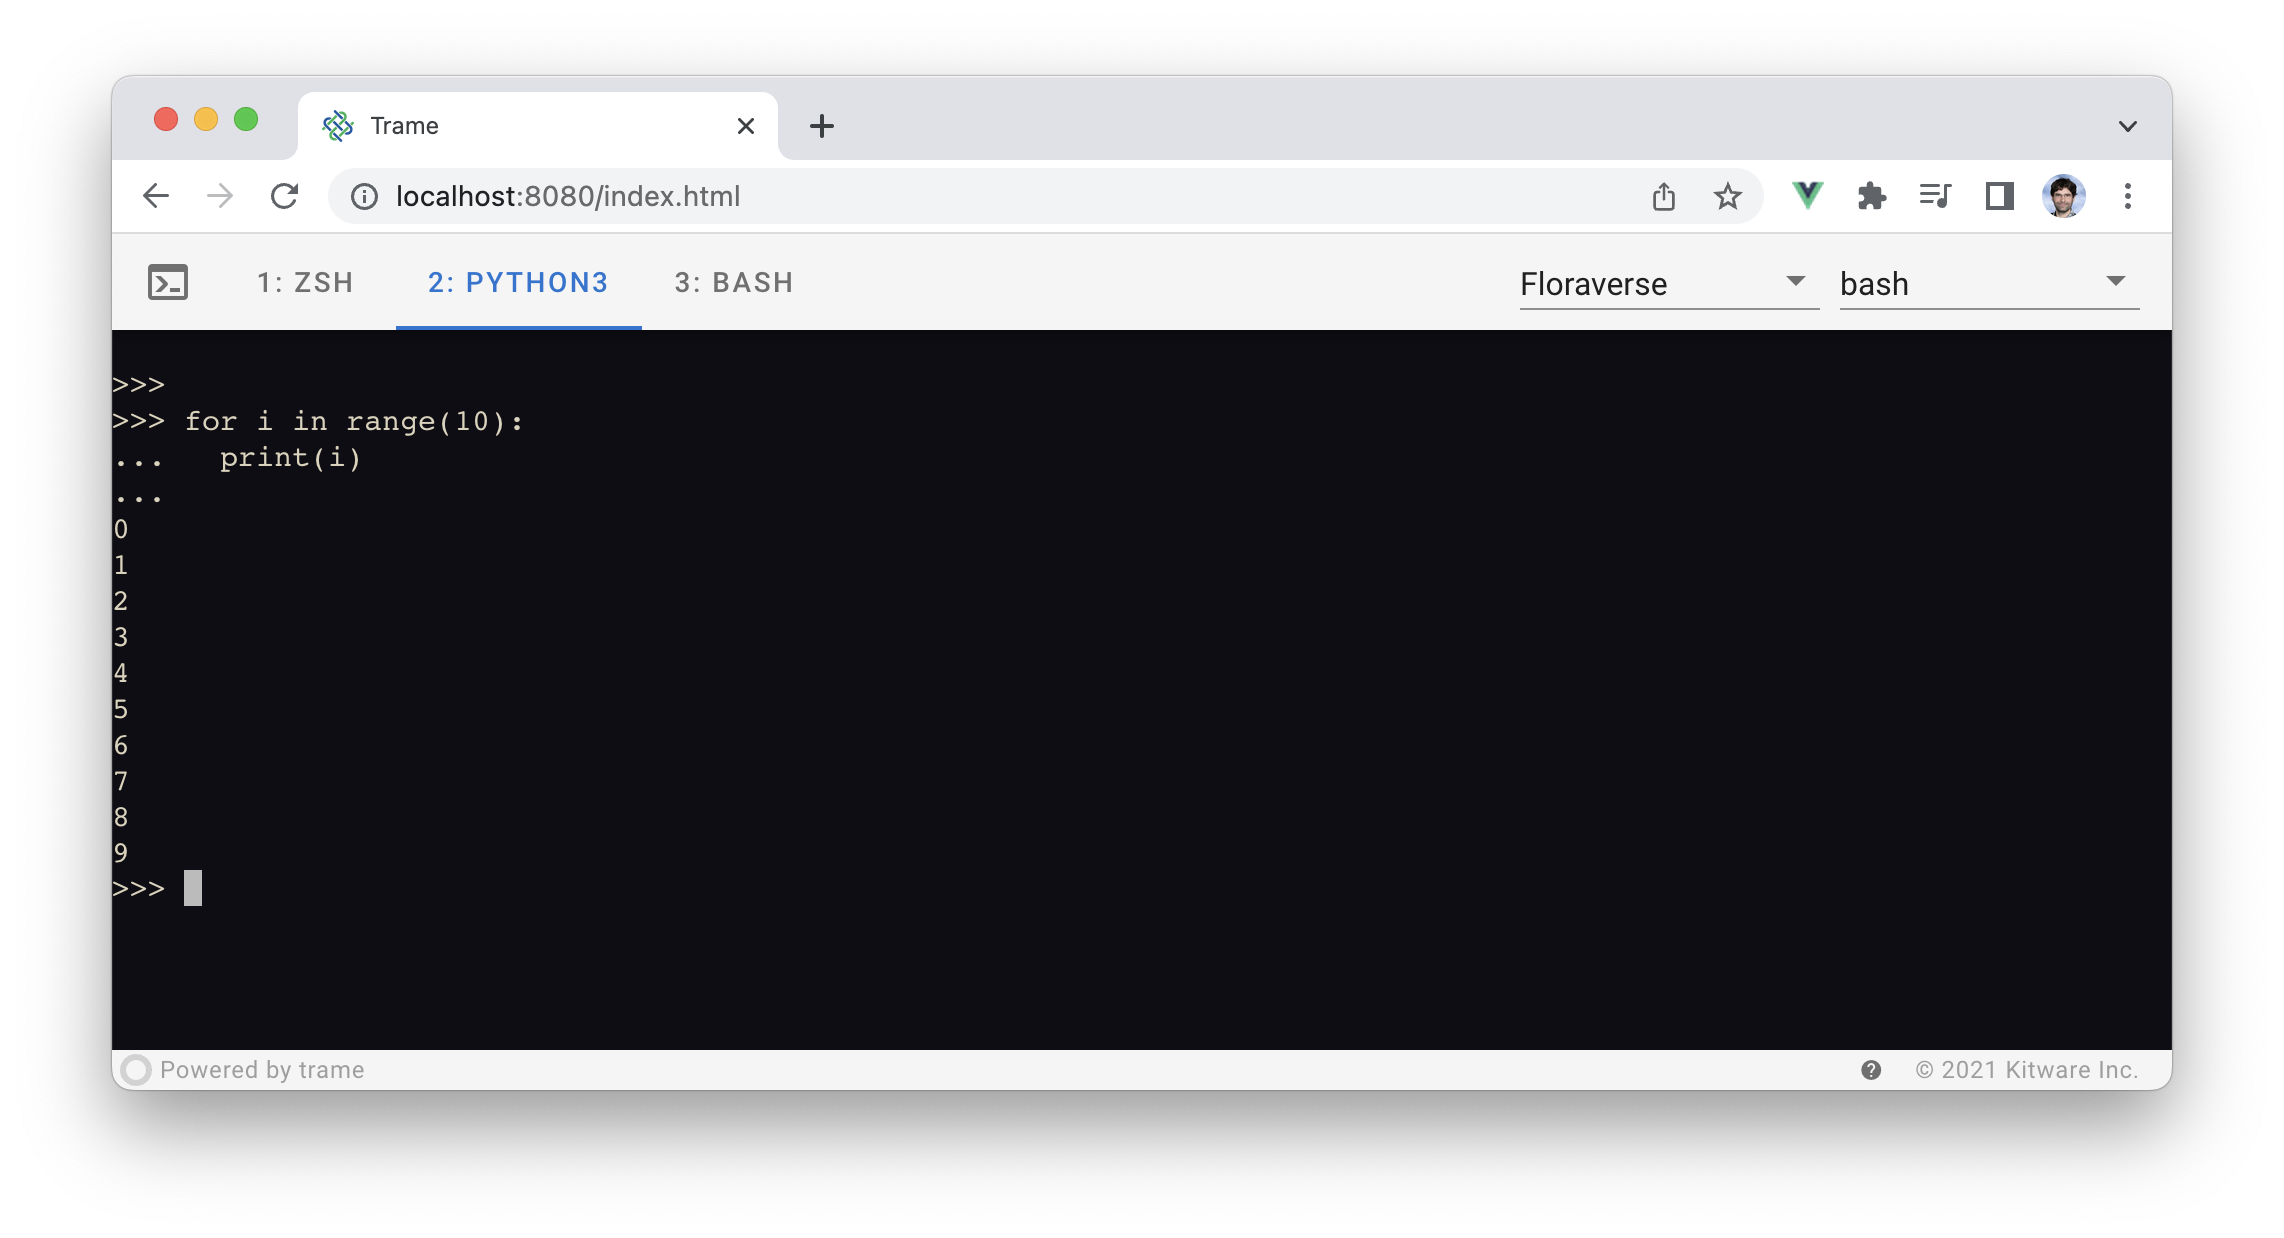 Trame
localhost:8080/index.html
1: ZSH 2: PYTHON3 3: BASH Floraverse bash
>>>
>>> for i in range(10):
...   print(i)
...
0
1
2
3
4
5
6
7
8
9
>>>
Powered by trame © 2021 Kitware Inc.